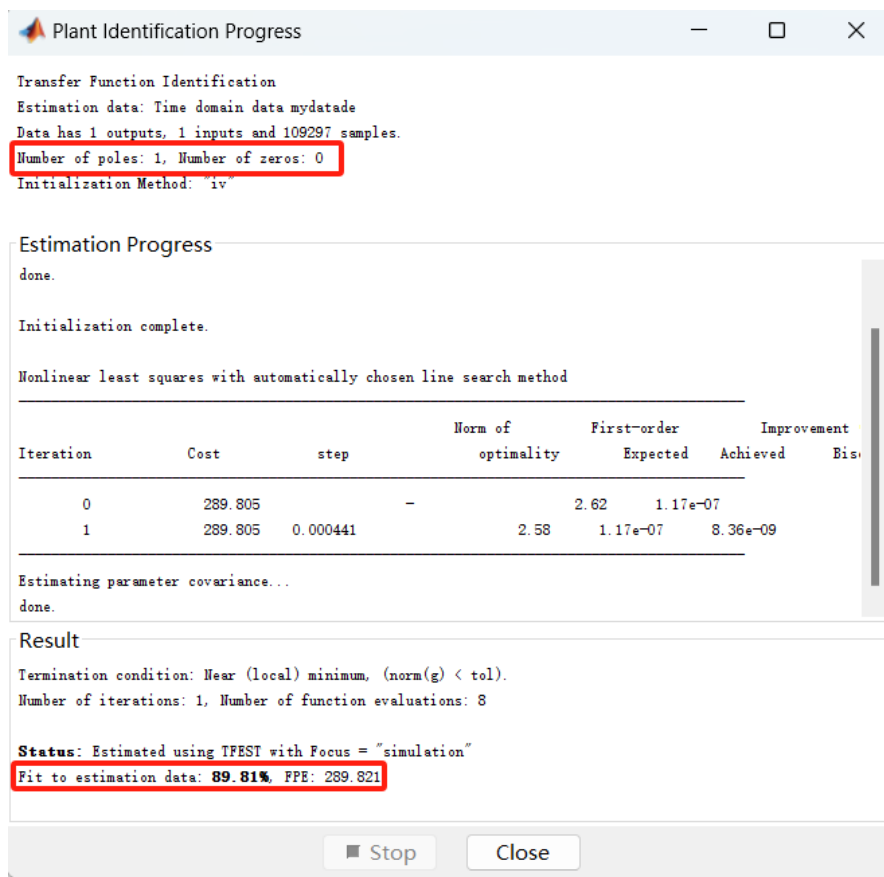 Plant Identification Progress
Transfer Function Identification
Estimation data: Time domain data mydatade
Data has 1 outputs, 1 inputs and 109297 samples.
Number of poles: 1, Number of zeros: 0
Initialization Method: "iv"
Estimation Progress
done.
Initialization complete.
Nonlinear least squares with automatically chosen line search method
Norm of First-order Improvement
Iteration Cost step optimality Expected Achieved Bise
0 289.805 - 2.62 1.17e-07
1 289.805 0.000441 2.58 1.17e-07 8.36e-09
Estimating parameter covariance...
done.
Result
Termination condition: Near (local) minimum, (norm(g) < tol).
Number of iterations: 1, Number of function evaluations: 8
Status: Estimated using TFEST with Focus = "simulation"
Fit to estimation data: 89.81%, FPE: 289.821
Stop Close